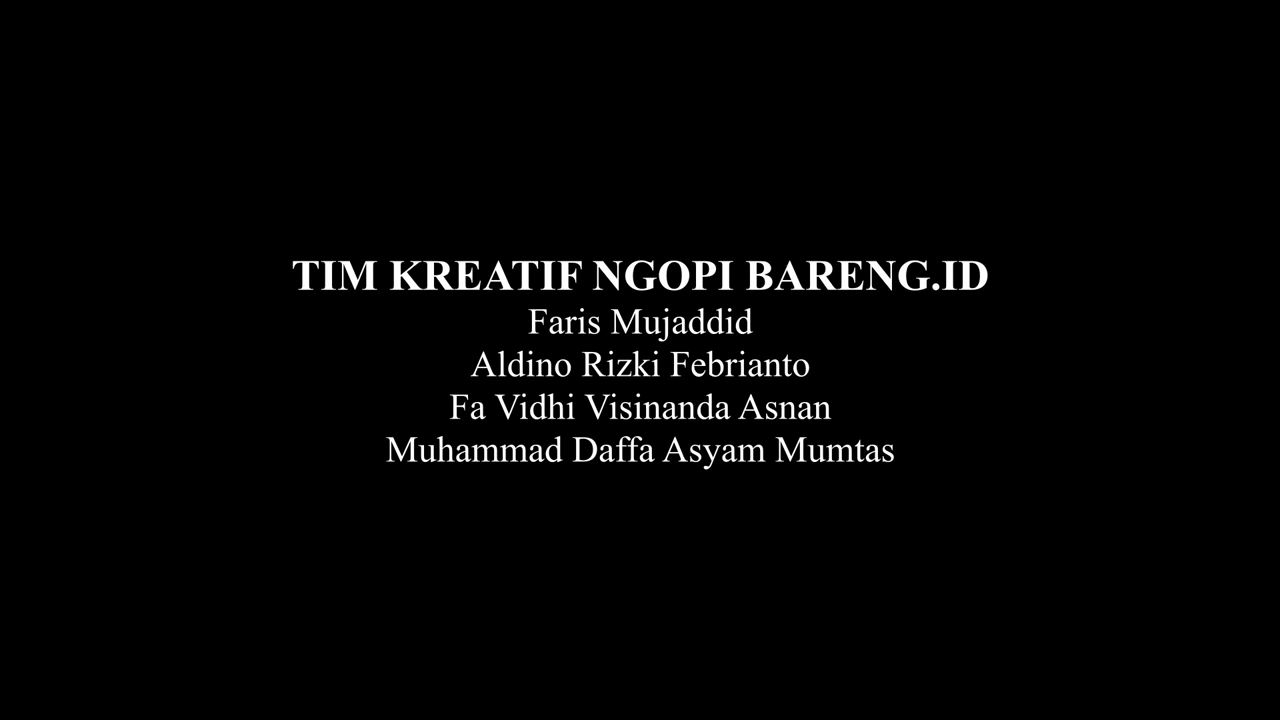 TIM KREATIF NGOPI BARENG.ID
Faris Mujaddid
Aldino Rizki Febrianto
Fa Vidhi Visinanda Asnan
Muhammad Daffa Asyam Mumtas